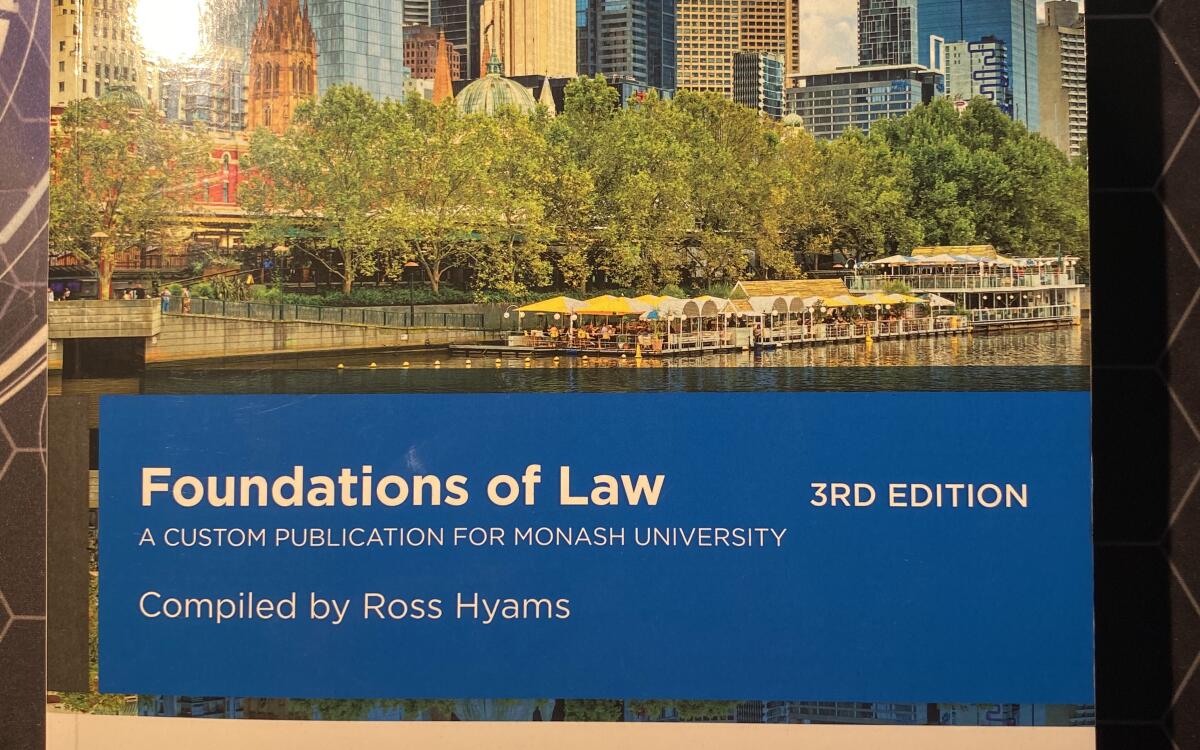 Foundations of Law
3RD EDITION
A CUSTOM PUBLICATION FOR MONASH UNIVERSITY
Compiled by Ross Hyams